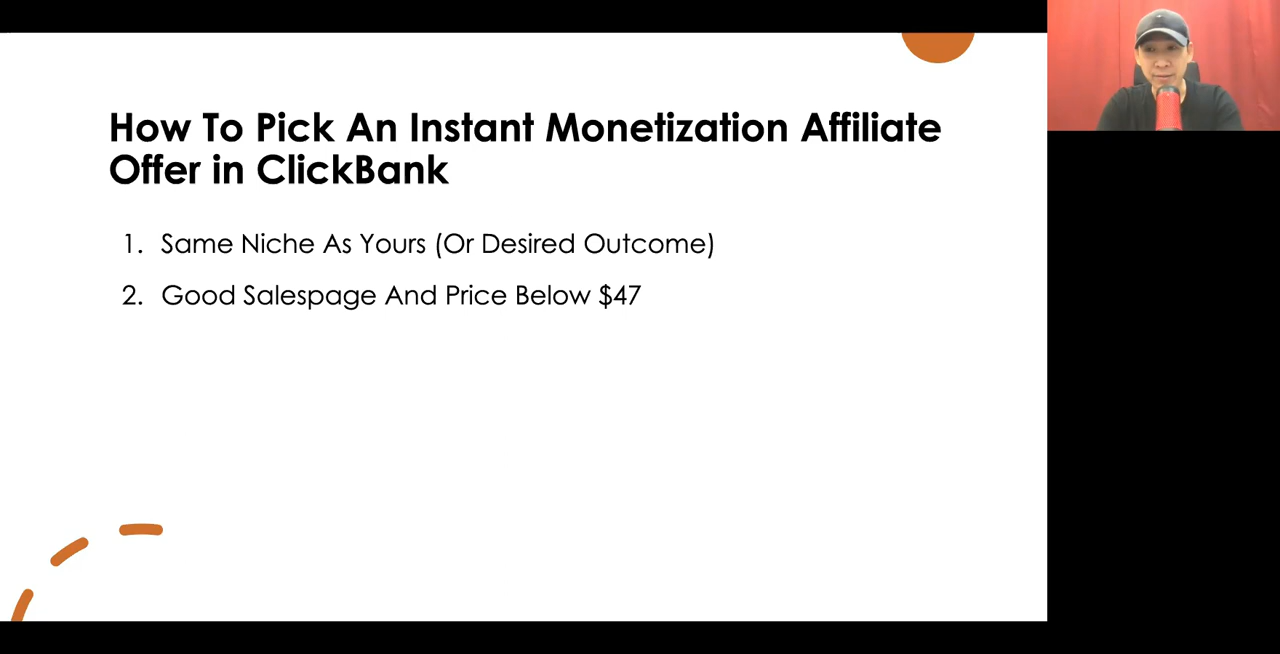 How To Pick An Instant Monetization Affiliate
Offer in ClickBank
1. Same Niche As Yours (Or Desired Outcome)
2. Good Salespage And Price Below $47